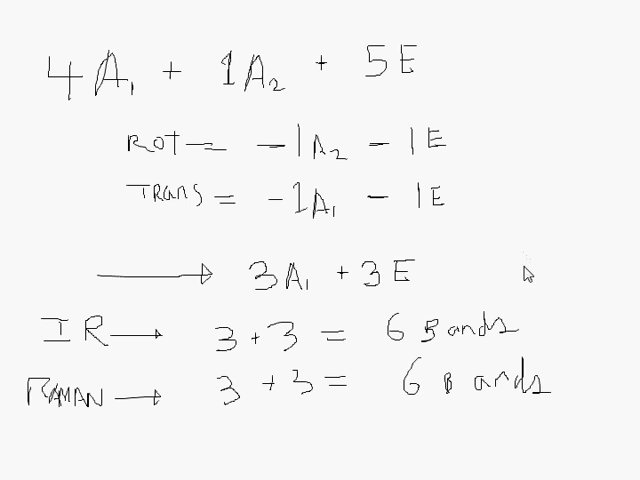 4A₁ + 1A₂ + 5E
ROT = -1A₂ - 1E
TRANS = -1A₁ - 1E
→ 3A₁ + 3E
IR → 3 + 3 = 6 Bands
RAMAN → 3 + 3 = 6 Bands